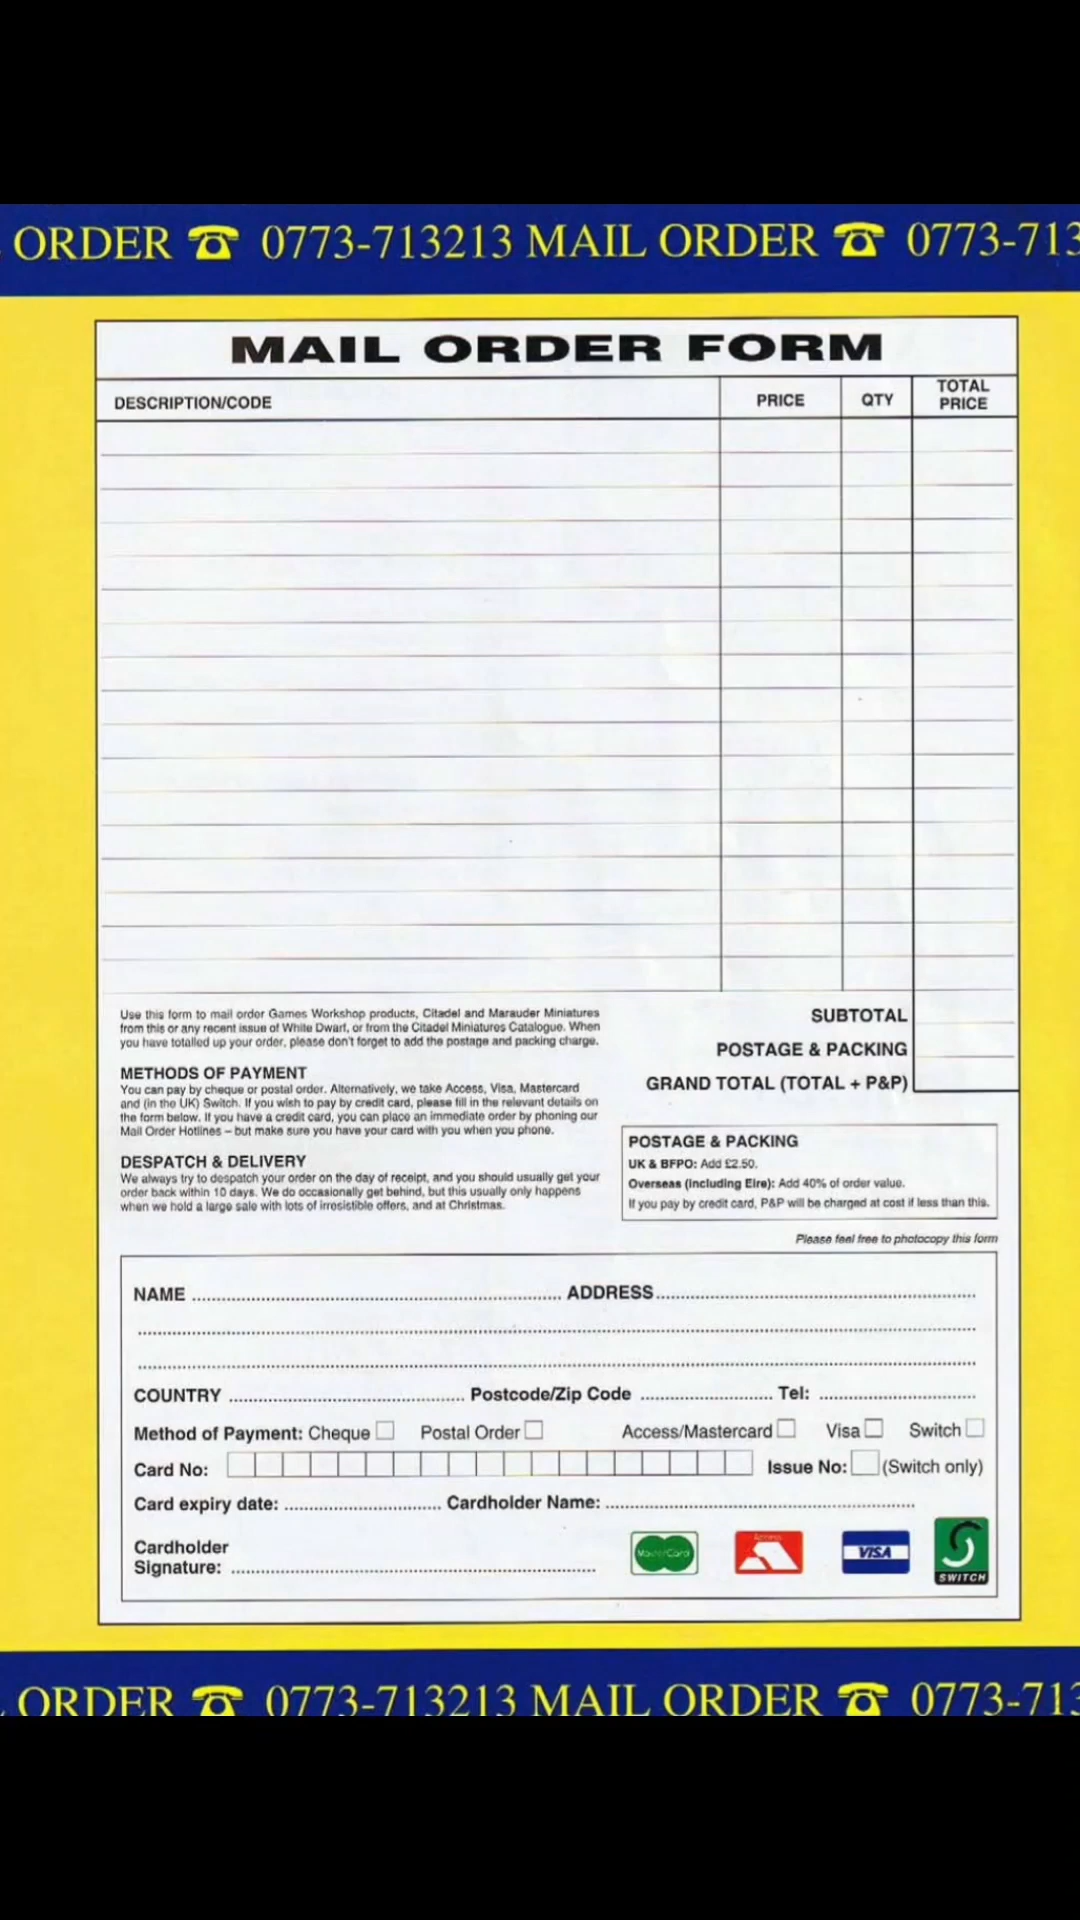 ORDER ☎ 0773-713213 MAIL ORDER ☎ 0773-713
MAIL ORDER FORM
DESCRIPTION/CODE PRICE QTY TOTAL PRICE
Use this form to mail order Games Workshop products, Citadel and Marauder Miniatures
from this or any recent issue of White Dwarf, or from the Citadel Miniatures Catalogue. When
you have totalled up your order, please don't forget to add the postage and packing charge.
METHODS OF PAYMENT
You can pay by cheque or postal order. Alternatively, we take Access, Visa, Mastercard
and (in the UK) Switch. If you wish to pay by credit card, please fill in the relevant details on
the form below. If you have a credit card, you can place an immediate order by phoning our
Mail Order Hotlines – but make sure you have your card with you when you phone.
DESPATCH & DELIVERY
We always try to despatch your order on the day of receipt, and you should usually get your
order back within 10 days. We do occasionally get behind, but this usually only happens
when we hold a large sale with lots of irresistible offers, and at Christmas.
SUBTOTAL
POSTAGE & PACKING
GRAND TOTAL (TOTAL + P&P)
POSTAGE & PACKING
UK & BFPO: Add £2.50.
Overseas (including Eire): Add 40% of order value.
If you pay by credit card, P&P will be charged at cost if less than this.
Please feel free to photocopy this form
NAME ADDRESS
COUNTRY Postcode/Zip Code Tel:
Method of Payment: Cheque Postal Order Access/Mastercard Visa Switch
Card No: Issue No: (Switch only)
Card expiry date: Cardholder Name:
Cardholder
Signature:
MasterCard Access VISA SWITCH
ORDER ☎ 0773-713213 MAIL ORDER ☎ 0773-713